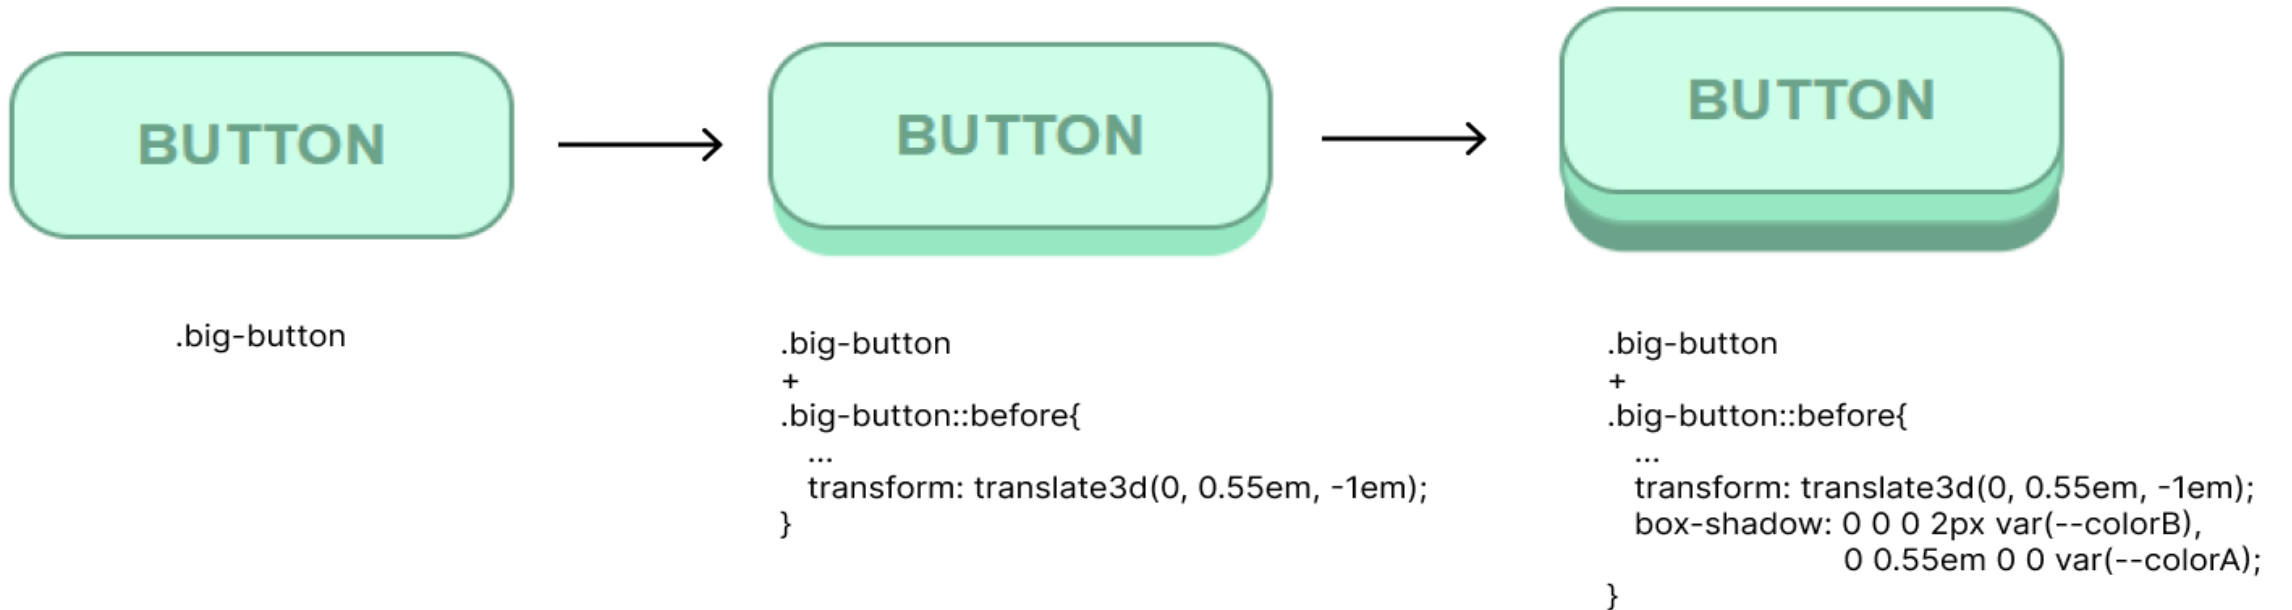 BUTTON
BUTTON
BUTTON
.big-button
.big-button
+
.big-button::before{
...
transform: translate3d(0, 0.55em, -1em);
}
.big-button
+
.big-button::before{
...
transform: translate3d(0, 0.55em, -1em);
box-shadow: 0 0 0 2px var(--colorB),
0 0.55em 0 0 var(--colorA);
}